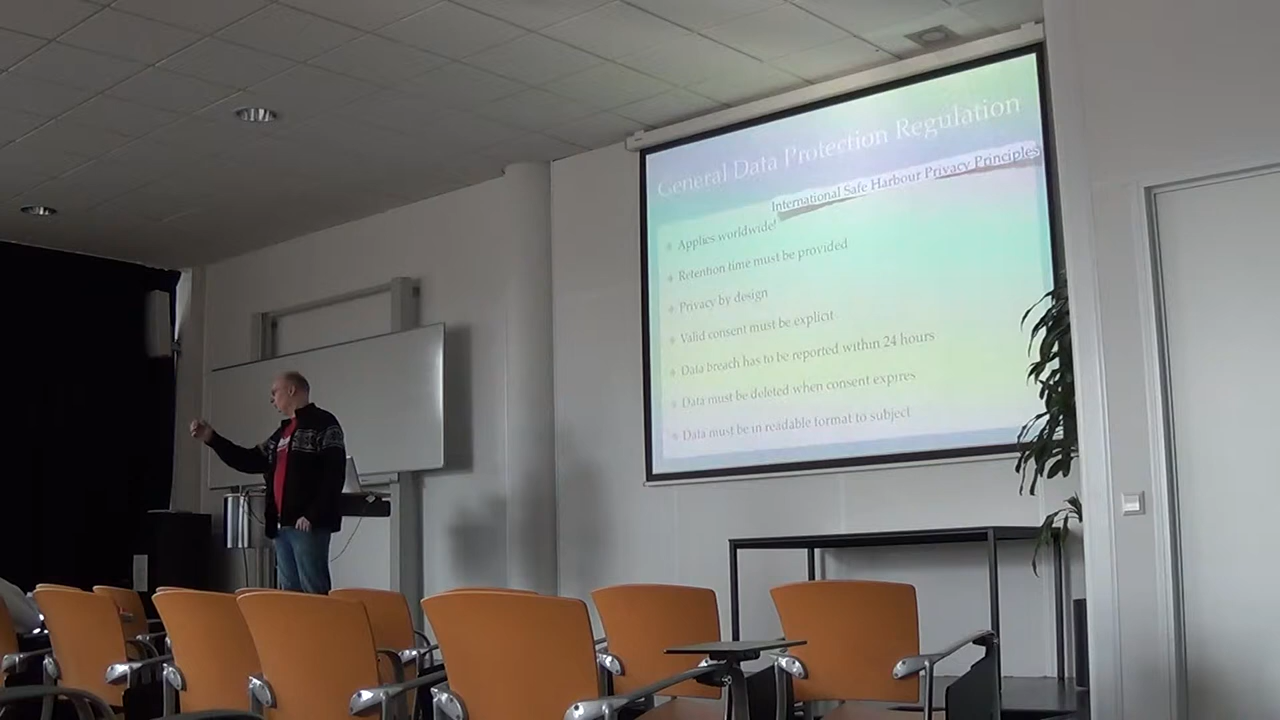 General Data Protection Regulation
International Safe Harbour Privacy Principles
Applies worldwide!
Retention time must be provided
Privacy by design
Valid consent must be explicit
Data breach has to be reported within 24 hours
Data must be deleted when consent expires
Data must be in readable format to subject